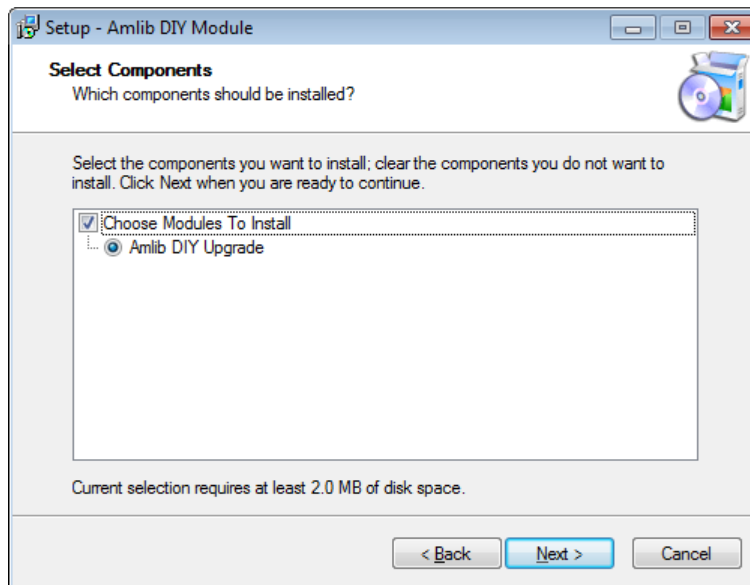 Setup - Amlib DIY Module
Select Components
Which components should be installed?
Select the components you want to install; clear the components you do not want to
install. Click Next when you are ready to continue.
Choose Modules To Install
Amlib DIY Upgrade
Current selection requires at least 2.0 MB of disk space.
< Back
Next >
Cancel